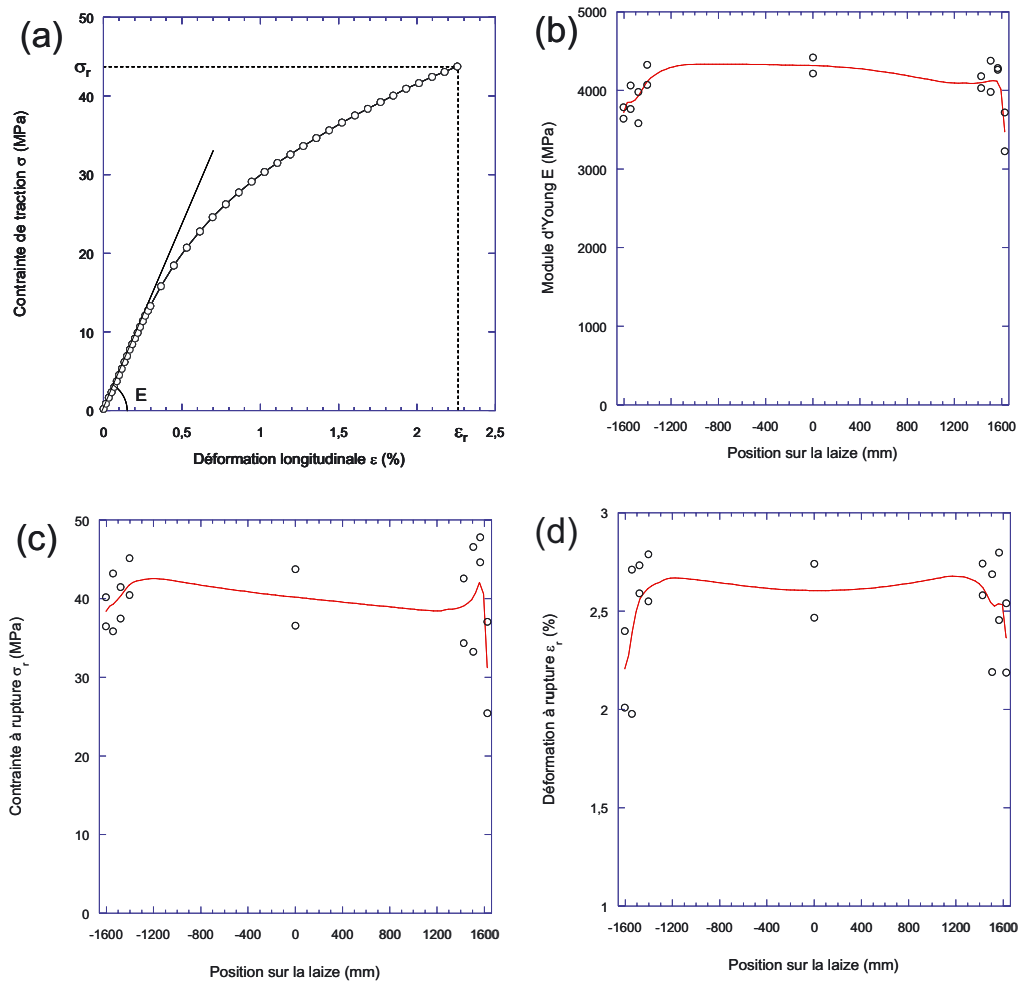 (a)
50
40
30
20
10
0
σr
Contrainte de traction σ (MPa)
E
0 0,5 1 1,5 2 εr 2,5
Déformation longitudinale ε (%)
(b)
5000
4000
3000
2000
1000
0
Module d'Young E (MPa)
-1600 -1200 -800 -400 0 400 800 1200 1600
Position sur la laize (mm)
(c)
50
40
30
20
10
0
Contrainte à rupture σr (MPa)
-1600 -1200 -800 -400 0 400 800 1200 1600
Position sur la laize (mm)
(d)
3
2,5
2
1,5
1
Déformation à rupture εr (%)
-1600 -1200 -800 -400 0 400 800 1200 1600
Position sur la laize (mm)